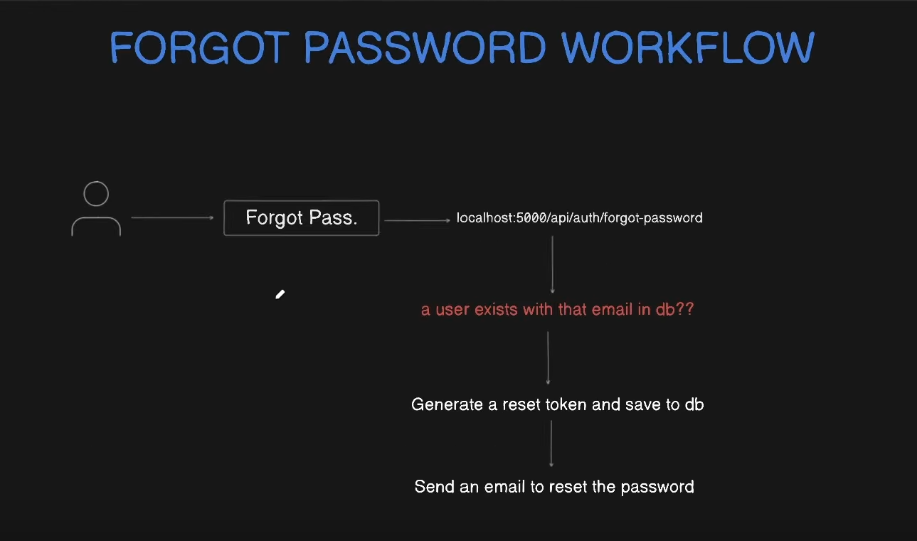 FORGOT PASSWORD WORKFLOW
Forgot Pass.
localhost:5000/api/auth/forgot-password
a user exists with that email in db??
Generate a reset token and save to db
Send an email to reset the password